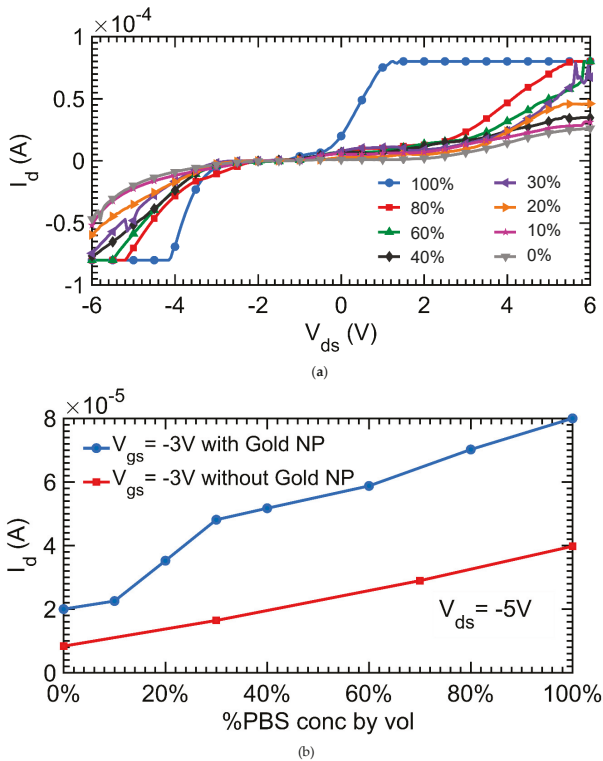 ×10⁻⁴
1
0.5
0
-0.5
-1
I_d (A)
100%
80%
60%
40%
30%
20%
10%
0%
-6 -4 -2 0 2 4 6
V_ds (V)
(a)
×10⁻⁵
8
6
4
2
0
I_d (A)
V_gs= -3V with Gold NP
V_gs= -3V without Gold NP
V_ds= -5V
0% 20% 40% 60% 80% 100%
%PBS conc by vol
(b)